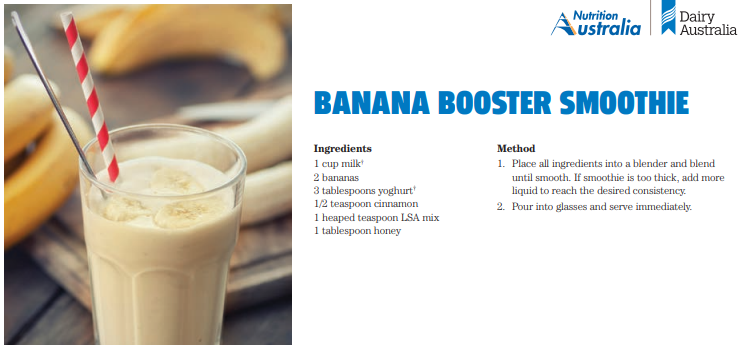 Nutrition
Australia
Dairy
Australia
BANANA BOOSTER SMOOTHIE
Ingredients
1 cup milk†
2 bananas
3 tablespoons yoghurt†
1/2 teaspoon cinnamon
1 heaped teaspoon LSA mix
1 tablespoon honey
Method
1. Place all ingredients into a blender and blend
until smooth. If smoothie is too thick, add more
liquid to reach the desired consistency.
2. Pour into glasses and serve immediately.